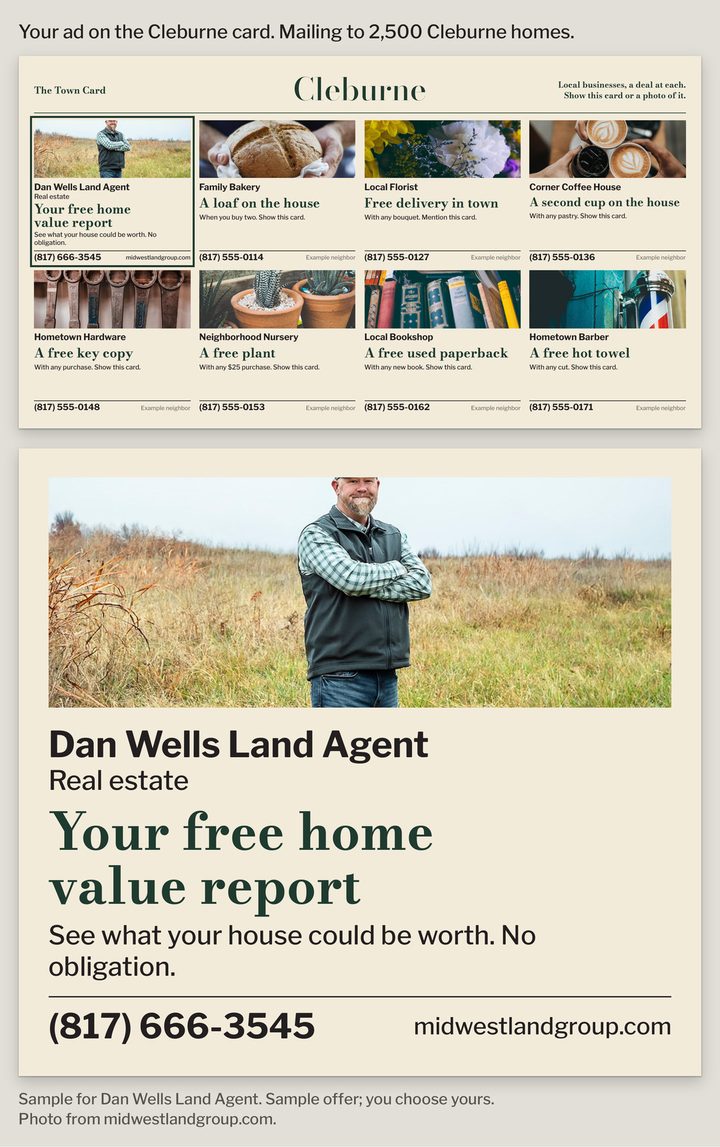 Your ad on the Cleburne card. Mailing to 2,500 Cleburne homes.
The Town Card
Cleburne
Local businesses, a deal at each.
Show this card or a photo of it.
Dan Wells Land Agent
Real estate
Your free home
value report
See what your house could be worth. No
obligation.
(817) 666-3545
midwestlandgroup.com
Family Bakery
A loaf on the house
When you buy two. Show this card.
(817) 555-0114
Example neighbor
Local Florist
Free delivery in town
With any bouquet. Mention this card.
(817) 555-0127
Example neighbor
Corner Coffee House
A second cup on the house
With any pastry. Show this card.
(817) 555-0136
Example neighbor
Hometown Hardware
A free key copy
With any purchase. Show this card.
(817) 555-0148
Example neighbor
Neighborhood Nursery
A free plant
With any $25 purchase. Show this card.
(817) 555-0153
Example neighbor
Local Bookshop
A free used paperback
With any new book. Show this card.
(817) 555-0162
Example neighbor
Hometown Barber
A free hot towel
With any cut. Show this card.
(817) 555-0171
Example neighbor
Dan Wells Land Agent
Real estate
Your free home
value report
See what your house could be worth. No
obligation.
(817) 666-3545
midwestlandgroup.com
Sample for Dan Wells Land Agent. Sample offer; you choose yours.
Photo from midwestlandgroup.com.